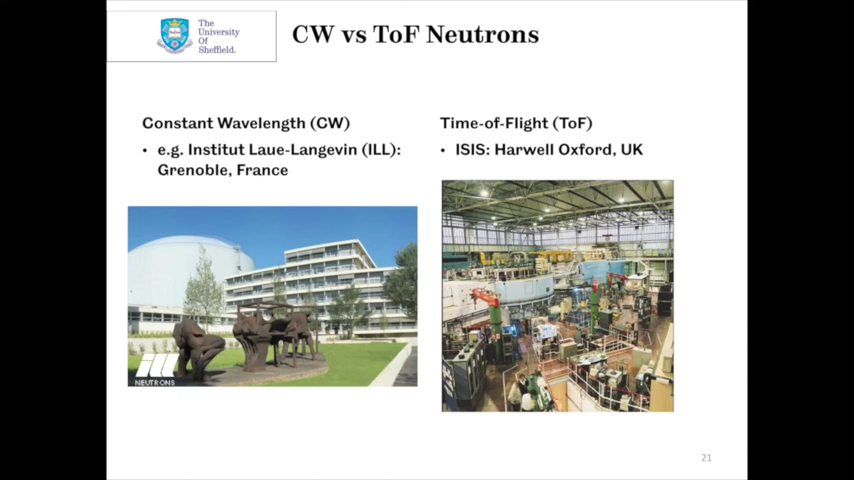 The
University
Of
Sheffield.
CW vs ToF Neutrons
Constant Wavelength (CW)
• e.g. Institut Laue-Langevin (ILL):
Grenoble, France
Time-of-Flight (ToF)
• ISIS: Harwell Oxford, UK
NEUTRONS
21